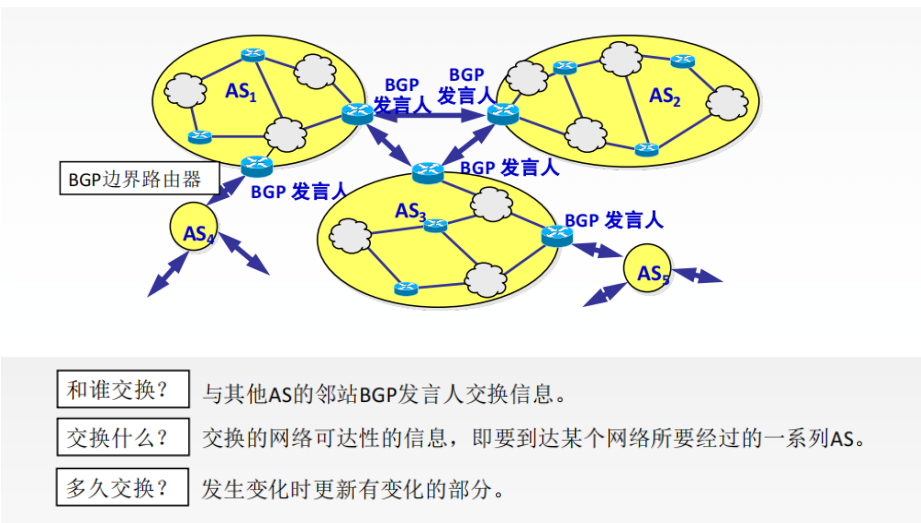 AS1
BGP
发言人
BGP
发言人
AS2
BGP边界路由器
BGP 发言人
BGP 发言人
AS4
AS3
BGP 发言人
AS5
和谁交换？
与其他AS的邻站BGP发言人交换信息。
交换什么？
交换的网络可达性的信息，即要到达某个网络所要经过的一系列AS。
多久交换？
发生变化时更新有变化的部分。